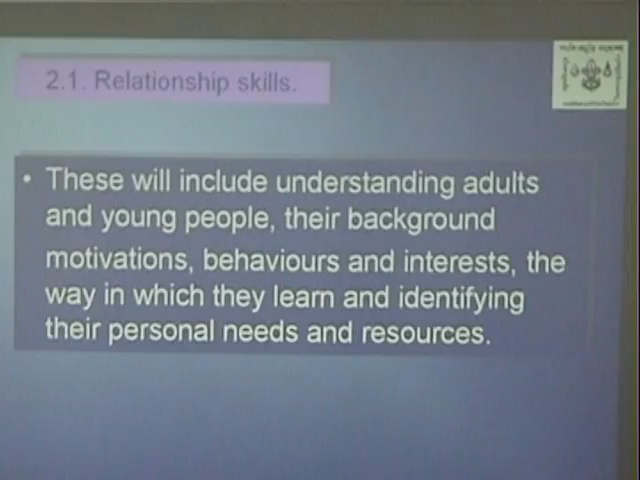 2.1. Relationship skills.
• These will include understanding adults
and young people, their background
motivations, behaviours and interests, the
way in which they learn and identifying
their personal needs and resources.